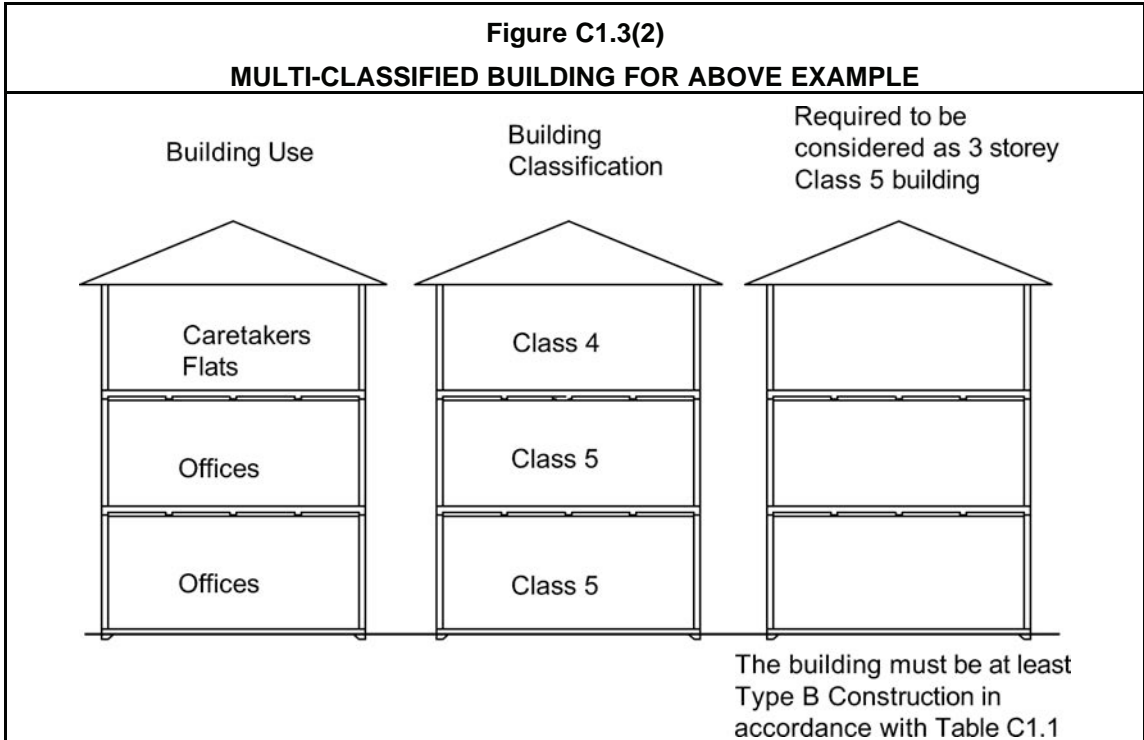 Figure C1.3(2)
MULTI-CLASSIFIED BUILDING FOR ABOVE EXAMPLE
Building Use
Building
Classification
Required to be
considered as 3 storey
Class 5 building
Caretakers
Flats
Class 4
Offices
Class 5
Offices
Class 5
The building must be at least
Type B Construction in
accordance with Table C1.1